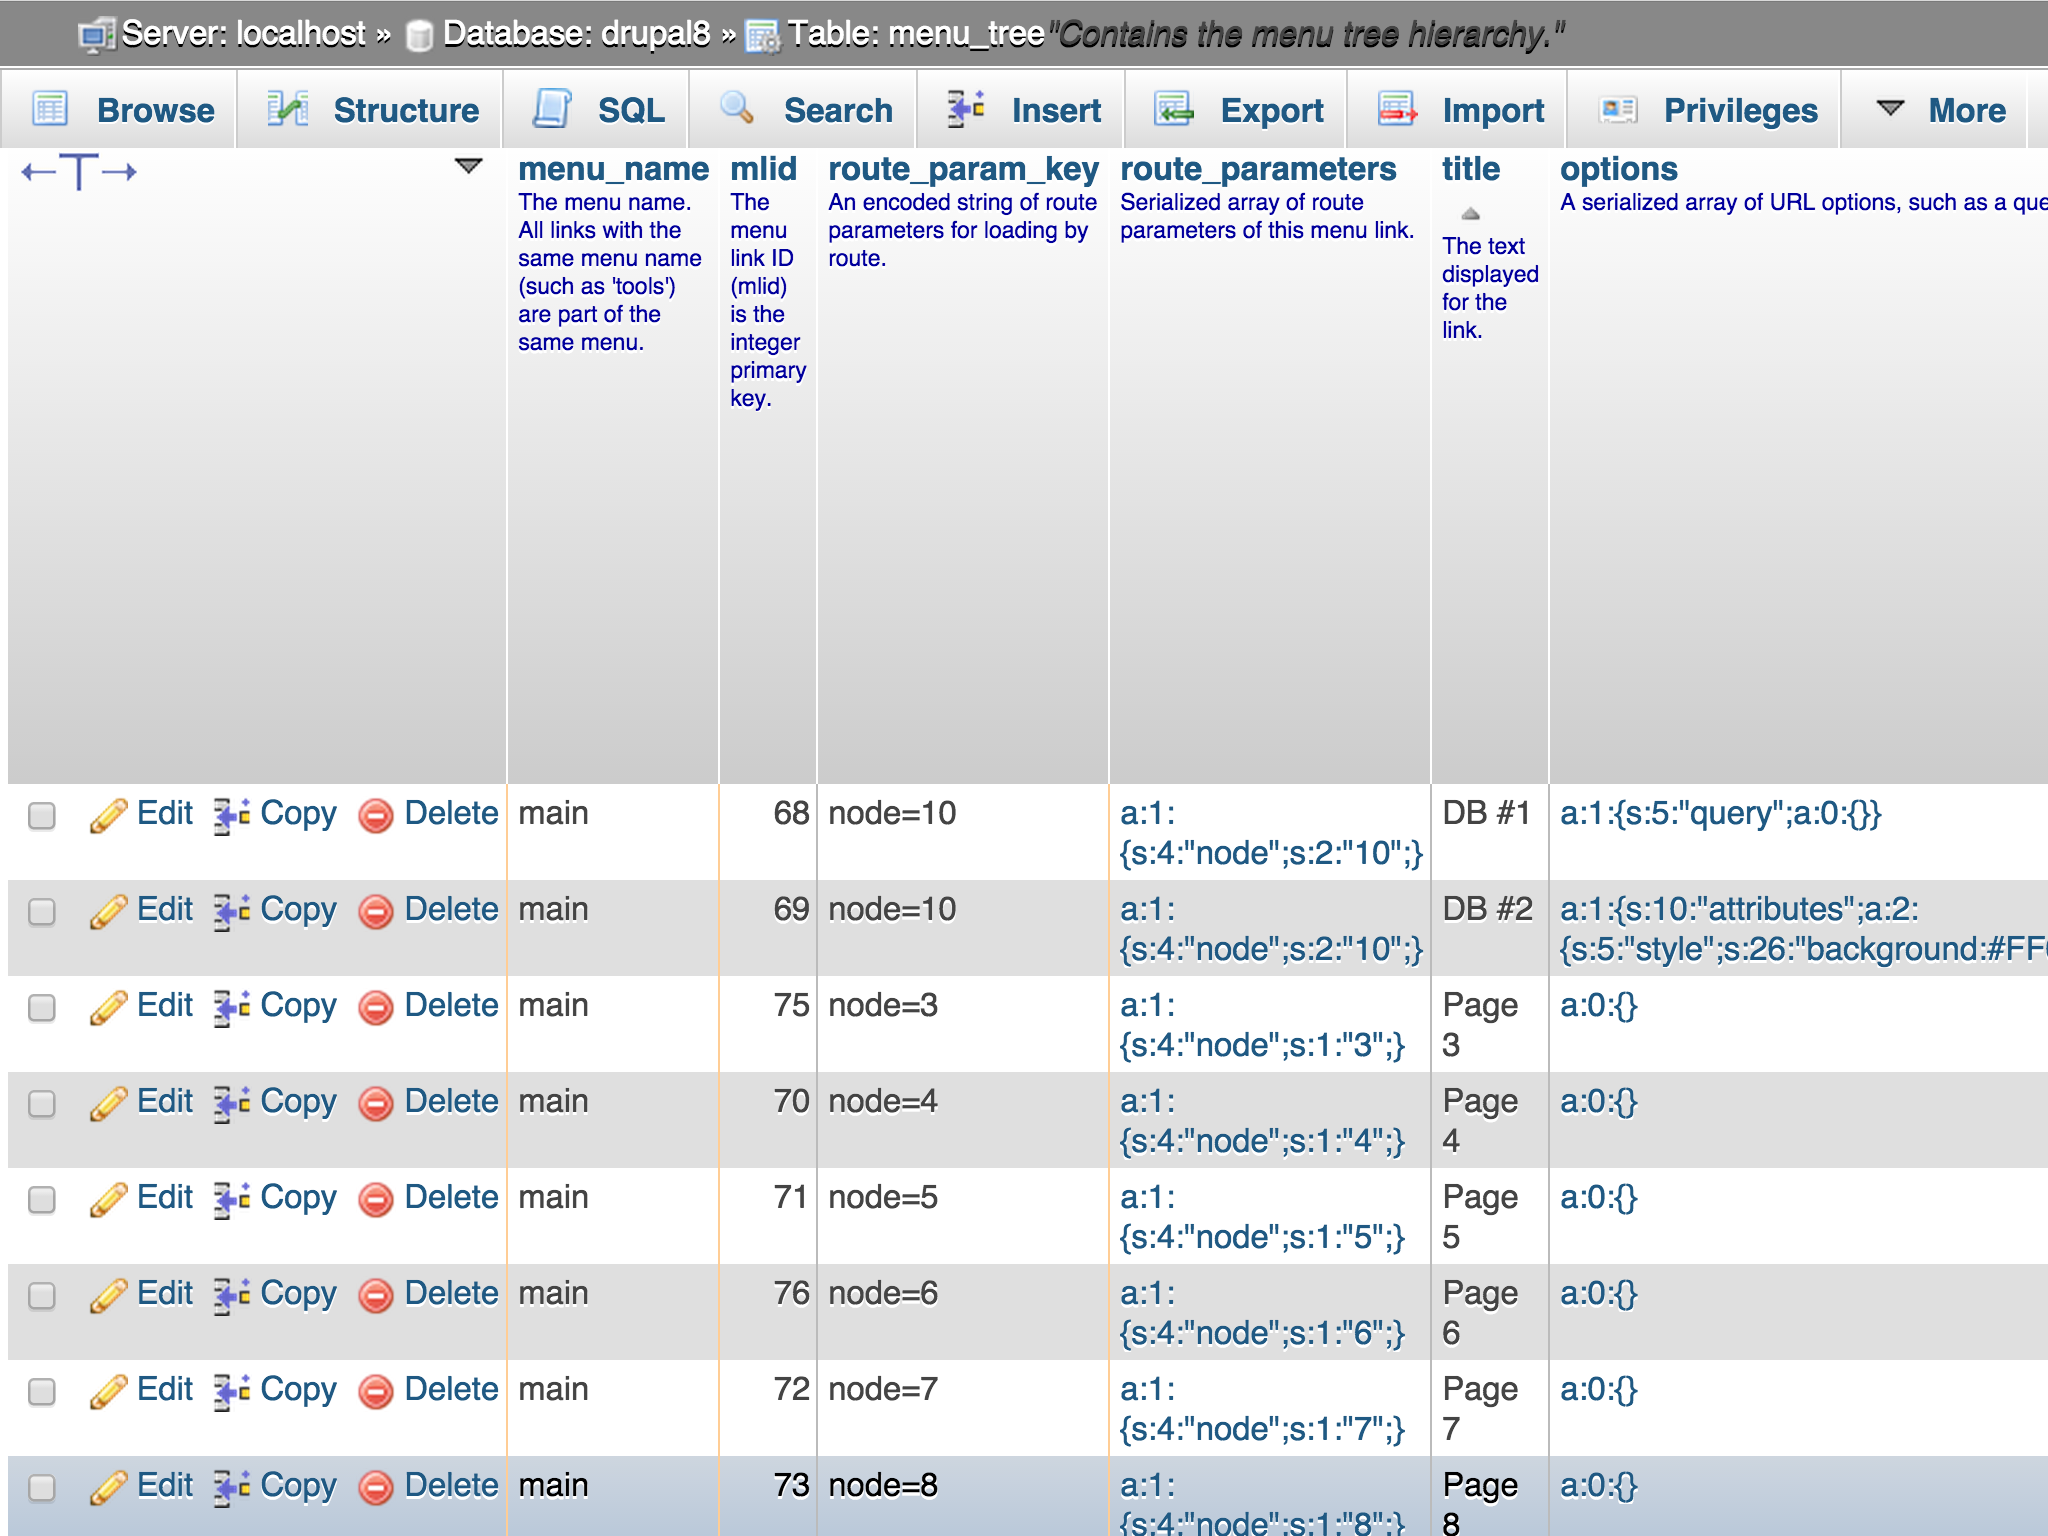 Server: localhost » Database: drupal8 » Table: menu_tree "Contains the menu tree hierarchy."
Browse Structure SQL Search Insert Export Import Privileges More
←T→ menu_name mlid route_param_key route_parameters title options
The menu name.
All links with the
same menu name
(such as 'tools')
are part of the
same menu.
The
menu
link ID
(mlid)
is the
integer
primary
key.
An encoded string of route
parameters for loading by
route.
Serialized array of route
parameters of this menu link.
The text
displayed
for the
link.
A serialized array of URL options, such as a que
Edit Copy Delete main 68 node=10 a:1: DB #1 a:1:{s:5:"query";a:0:{}}
{s:4:"node";s:2:"10";}
Edit Copy Delete main 69 node=10 a:1: DB #2 a:1:{s:10:"attributes";a:2:
{s:4:"node";s:2:"10";} {s:5:"style";s:26:"background:#FF
Edit Copy Delete main 75 node=3 a:1: Page a:0:{}
{s:4:"node";s:1:"3";} 3
Edit Copy Delete main 70 node=4 a:1: Page a:0:{}
{s:4:"node";s:1:"4";} 4
Edit Copy Delete main 71 node=5 a:1: Page a:0:{}
{s:4:"node";s:1:"5";} 5
Edit Copy Delete main 76 node=6 a:1: Page a:0:{}
{s:4:"node";s:1:"6";} 6
Edit Copy Delete main 72 node=7 a:1: Page a:0:{}
{s:4:"node";s:1:"7";} 7
Edit Copy Delete main 73 node=8 a:1: Page a:0:{}
{s:4:"node";s:1:"8";} 8